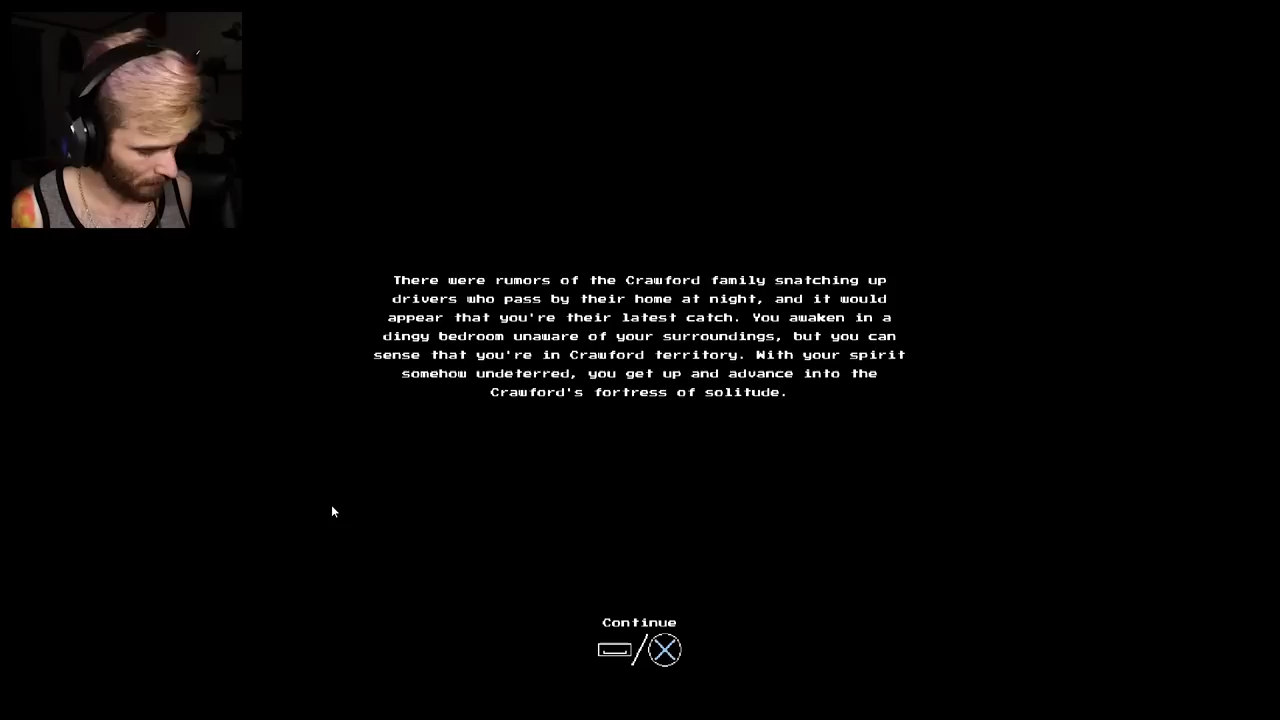 There were rumors of the Crawford family snatching up
drivers who pass by their home at night, and it would
appear that you're their latest catch. You awaken in a
dingy bedroom unaware of your surroundings, but you can
sense that you're in Crawford territory. With your spirit
somehow undeterred, you get up and advance into the
Crawford's fortress of solitude.
Continue